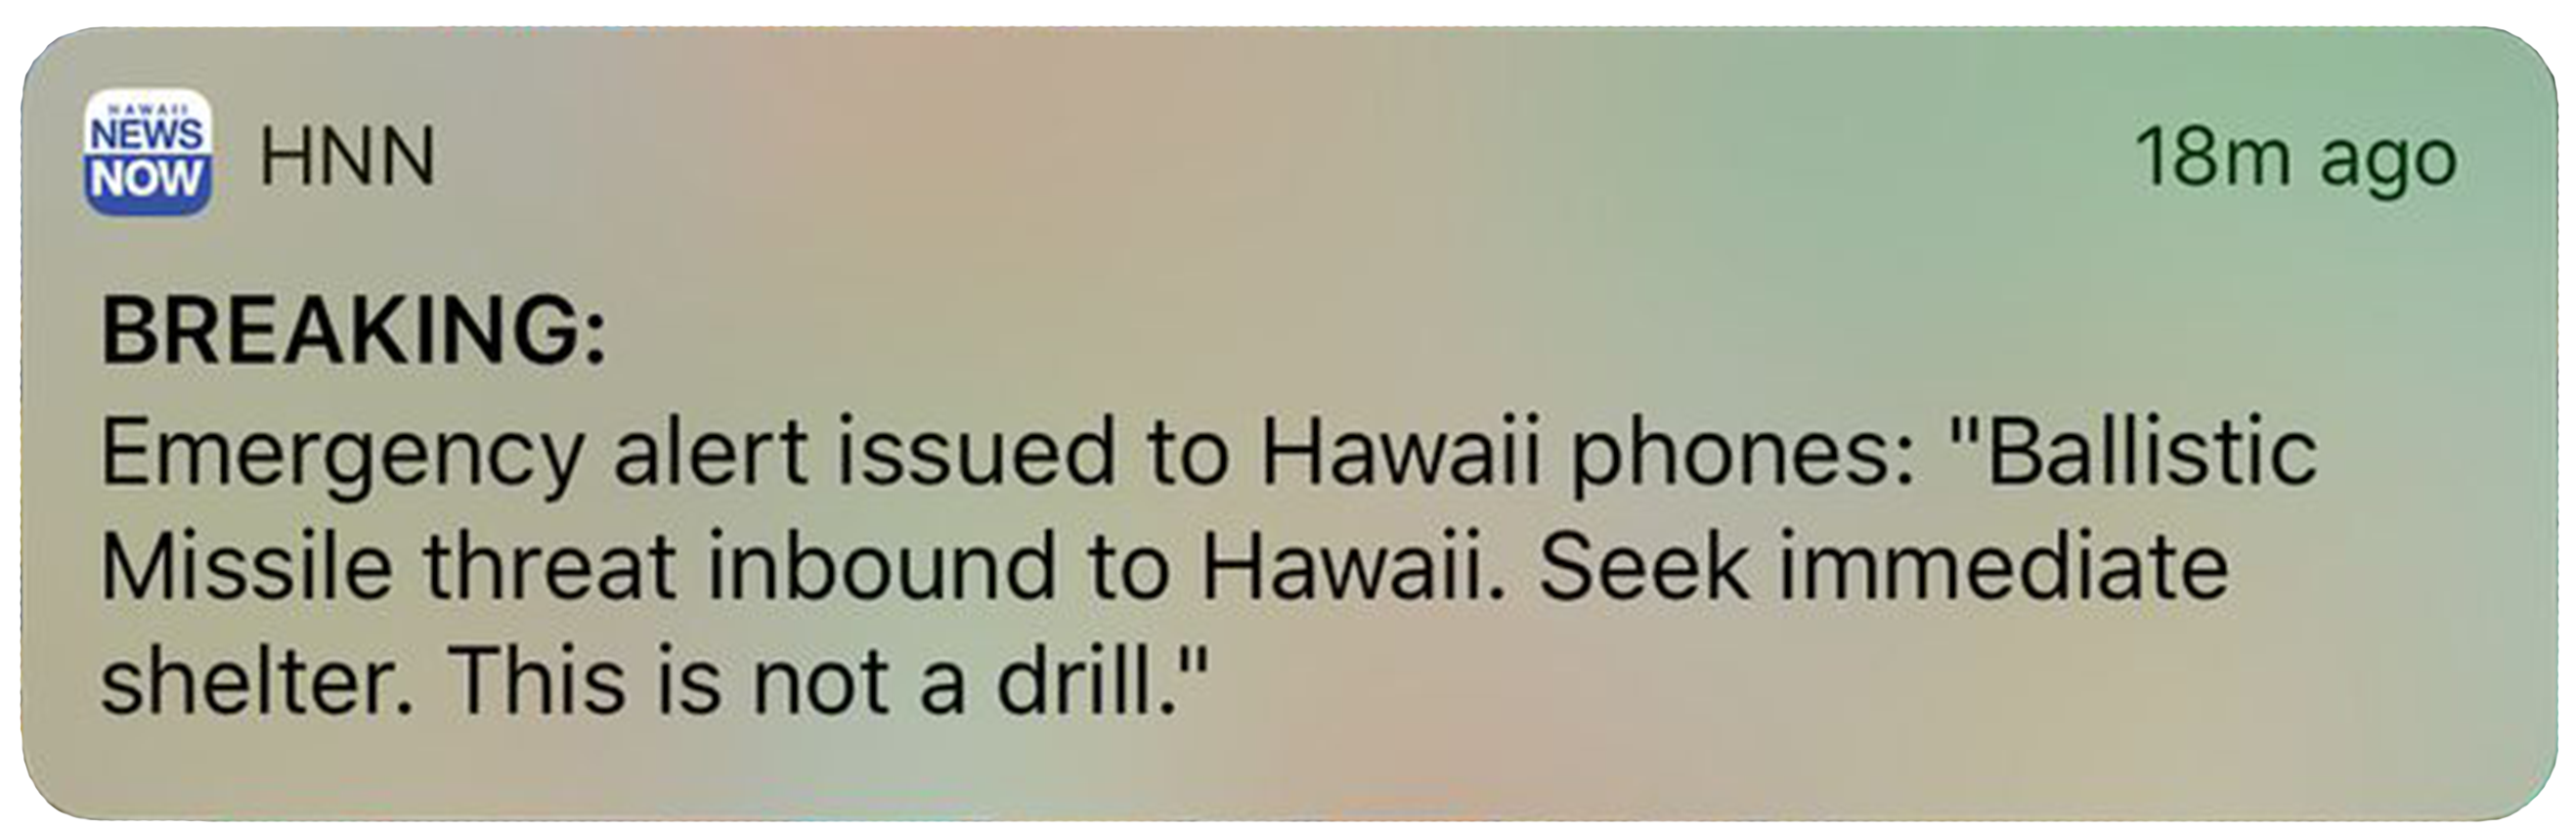 HAWAII
NEWS
NOW
HNN
18m ago
BREAKING:
Emergency alert issued to Hawaii phones: "Ballistic
Missile threat inbound to Hawaii. Seek immediate
shelter. This is not a drill."